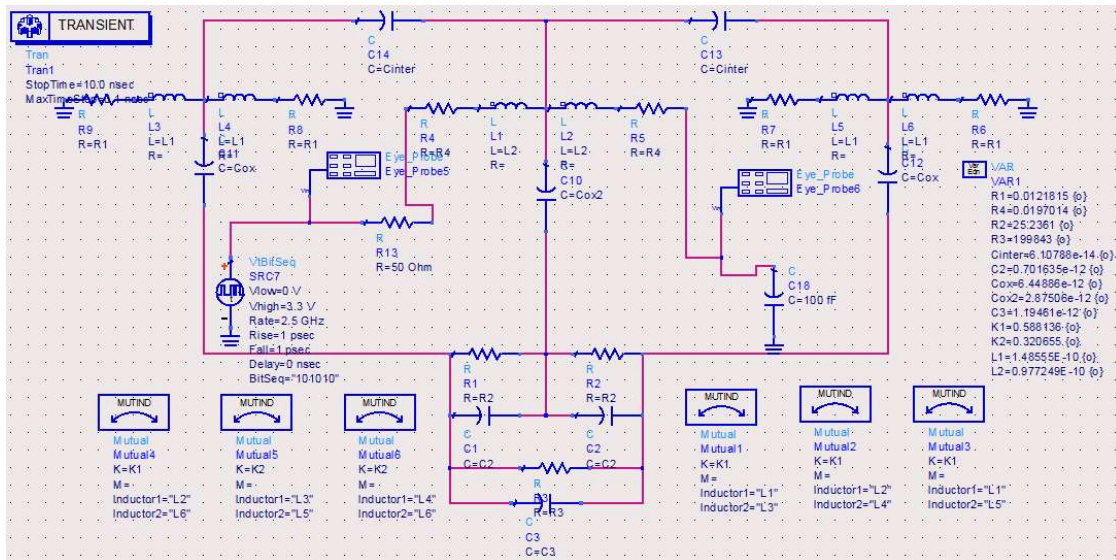 TRANSIENT
Tran
Tran1
StopTime=10.0 nsec
C
C14
C=Cinter
C
C13
C=Cinter
R
R9
R=R1
L
L3
L=L1
R=
L
L4
L=L1
R
R8
R=R1
C=Cox
R
R4
R=R4
L
L1
L=L2
R=
L
L2
L=L2
R=
R
R5
R=R4
C
C10
C=Cox2
R
R7
R=R1
L
L5
L=L1
R=
L
L6
L=L1
R
R6
R=R1
C12
C=Cox
Eye_Probe
Eye_Probe5
Eye_Probe
Eye_Probe6
R
R13
R=50 Ohm
C
C18
C=100 fF
VtBitSeq
SRC7
Vlow=0 V
Vhigh=3.3 V
Rate=2.5 GHz
Rise=1 psec
Fall=1 psec
Delay=0 nsec
BitSeq="101010"
Var
Eqn
VAR
VAR1
R1=0.0121815 {o}
R4=0.0197014 {o}
R2=25.2361 {o}
R3=199843 {o}
Cinter=6.10788e-14 {o}
C2=0.701635e-12 {o}
Cox=6.44886e-12 {o}
Cox2=2.87506e-12 {o}
C3=1.19461e-12 {o}
K1=0.588136 {o}
K2=0.320655 {o}
L1=1.48555E-10 {o}
L2=0.977249E-10 {o}
R
R1
R=R2
R
R2
R=R2
C
C1
C=C2
C
C2
C=C2
R
R3
R=R3
C
C3
C=C3
MUTIND
Mutual
Mutual4
K=K1
M=
Inductor1="L2"
Inductor2="L6"
MUTIND
Mutual
Mutual5
K=K2
M=
Inductor1="L3"
Inductor2="L5"
MUTIND
Mutual
Mutual6
K=K2
M=
Inductor1="L4"
Inductor2="L6"
MUTIND
Mutual
Mutual1
K=K1
M=
Inductor1="L1"
Inductor2="L3"
MUTIND
Mutual
Mutual2
K=K1
M=
Inductor1="L2"
Inductor2="L4"
MUTIND
Mutual
Mutual3
K=K1
M=
Inductor1="L1"
Inductor2="L5"